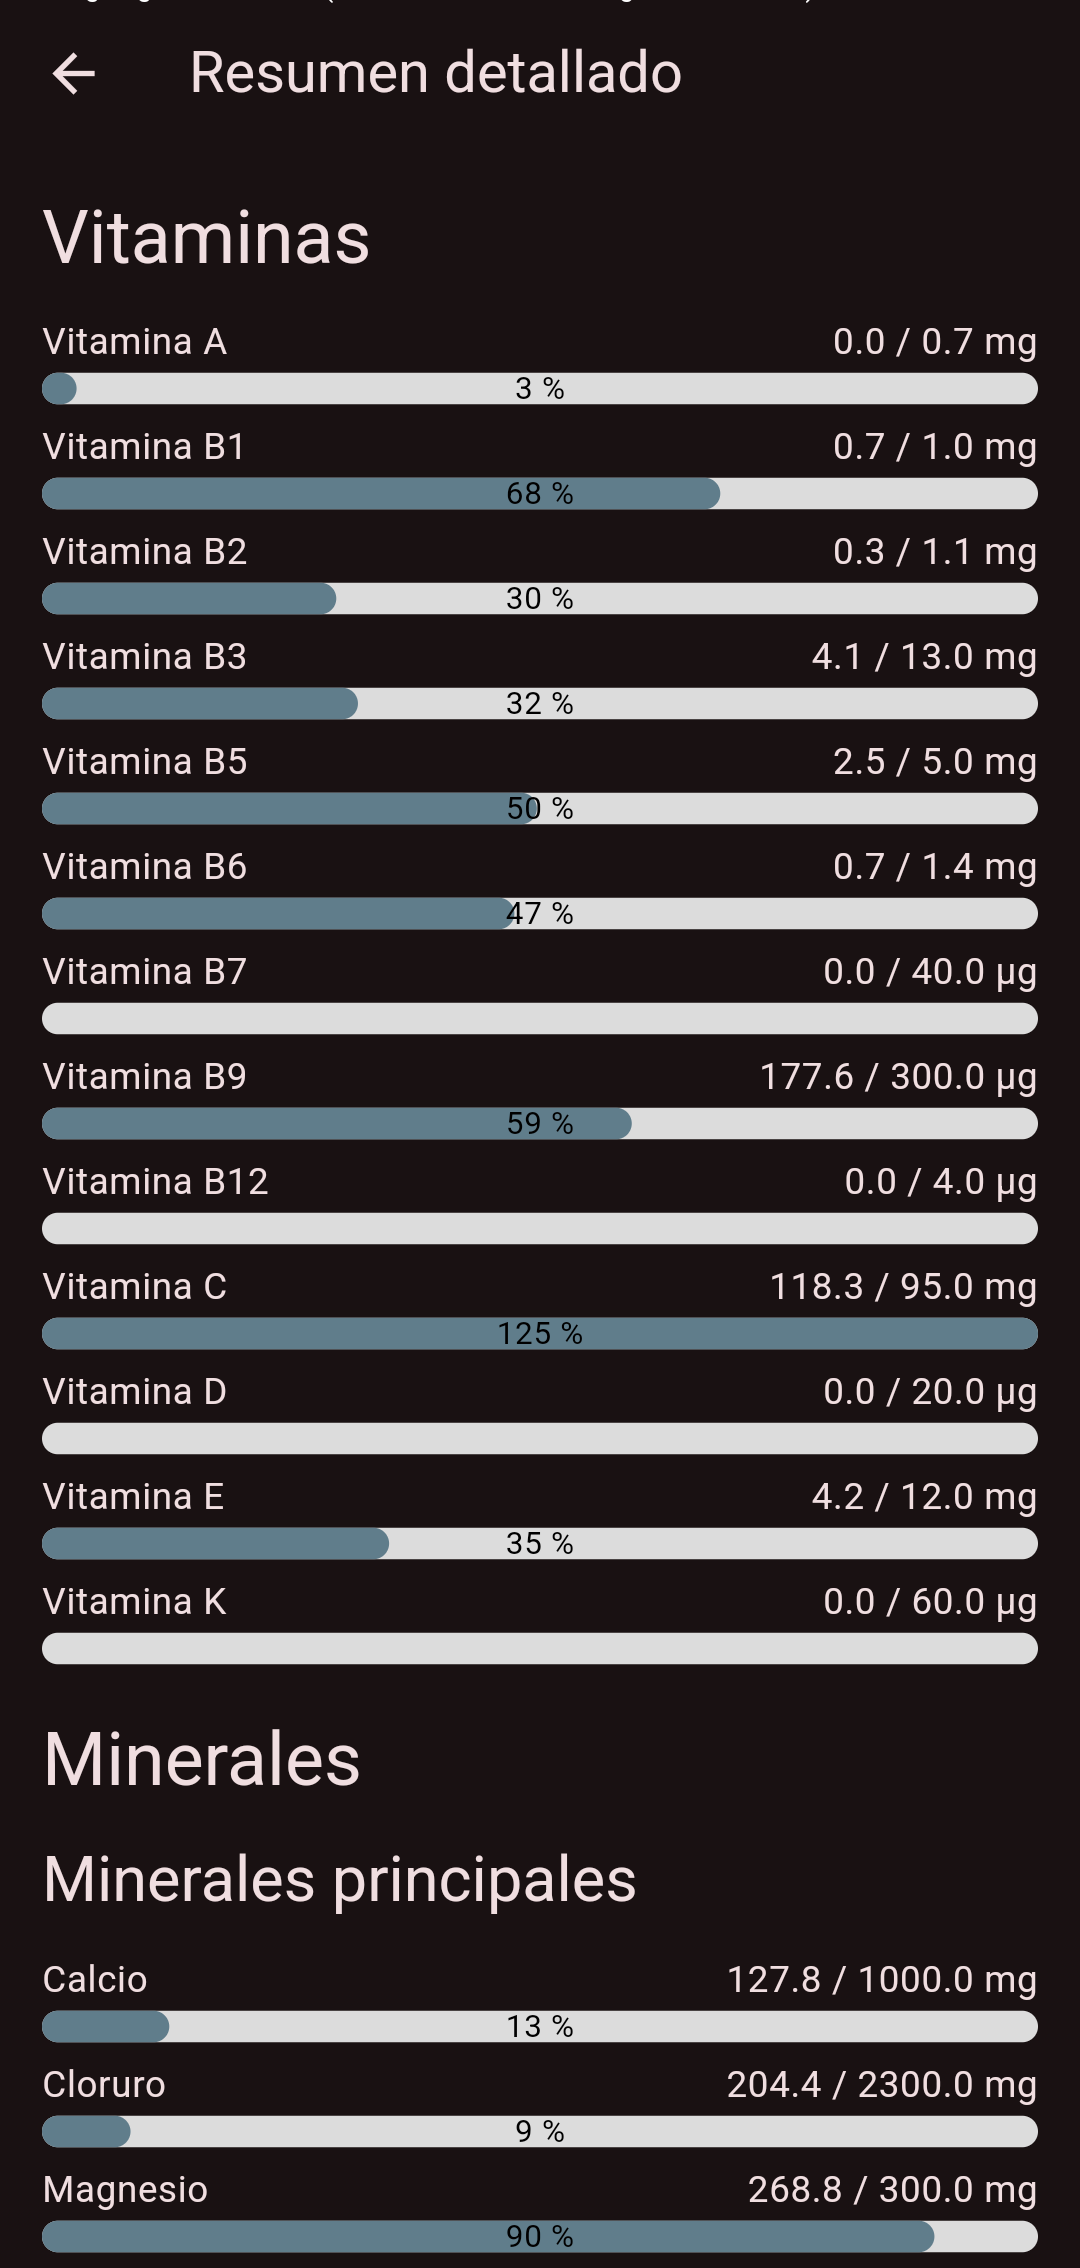 Resumen detallado
Vitaminas
Vitamina A 0.0 / 0.7 mg
3 %
Vitamina B1 0.7 / 1.0 mg
68 %
Vitamina B2 0.3 / 1.1 mg
30 %
Vitamina B3 4.1 / 13.0 mg
32 %
Vitamina B5 2.5 / 5.0 mg
50 %
Vitamina B6 0.7 / 1.4 mg
47 %
Vitamina B7 0.0 / 40.0 µg
Vitamina B9 177.6 / 300.0 µg
59 %
Vitamina B12 0.0 / 4.0 µg
Vitamina C 118.3 / 95.0 mg
125 %
Vitamina D 0.0 / 20.0 µg
Vitamina E 4.2 / 12.0 mg
35 %
Vitamina K 0.0 / 60.0 µg
Minerales
Minerales principales
Calcio 127.8 / 1000.0 mg
13 %
Cloruro 204.4 / 2300.0 mg
9 %
Magnesio 268.8 / 300.0 mg
90 %